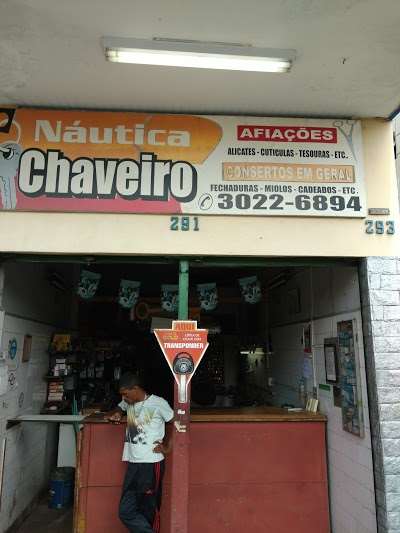 Náutica
Chaveiro
AFIAÇÕES
ALICATES - CUTICULAS - TESOURAS - ETC.
CONSERTOS EM GERAL
FECHADURAS - MIOLOS - CADEADOS - ETC.
3022-6894
291
293
AQUI
TRANSPONDER